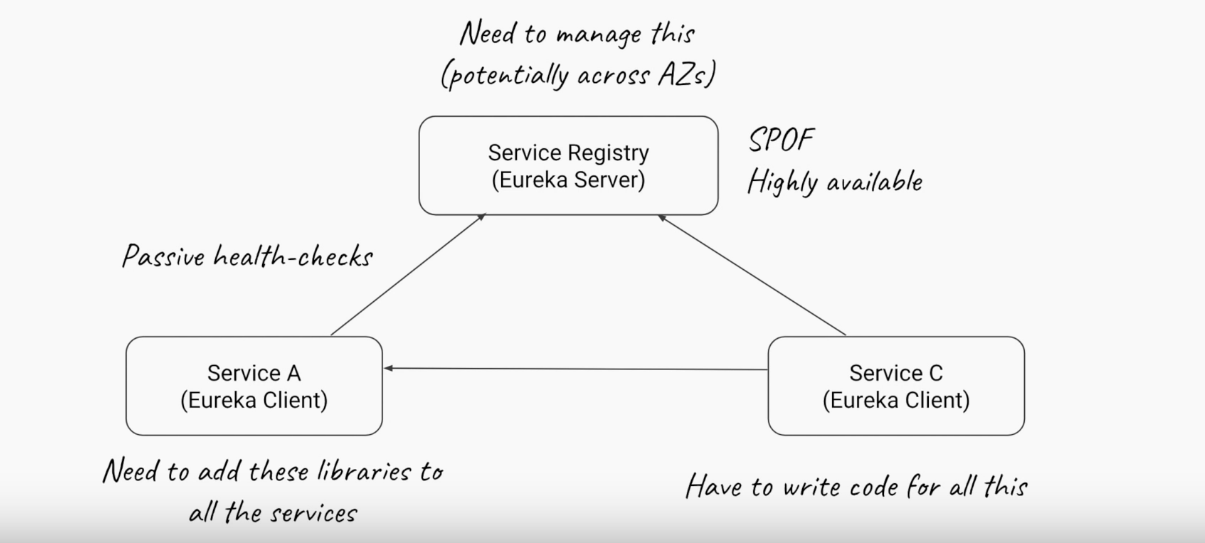 Need to manage this
(potentially across AZs)
Service Registry
(Eureka Server)
SPOF
Highly available
Passive health-checks
Service A
(Eureka Client)
Service C
(Eureka Client)
Need to add these libraries to
all the services
Have to write code for all this